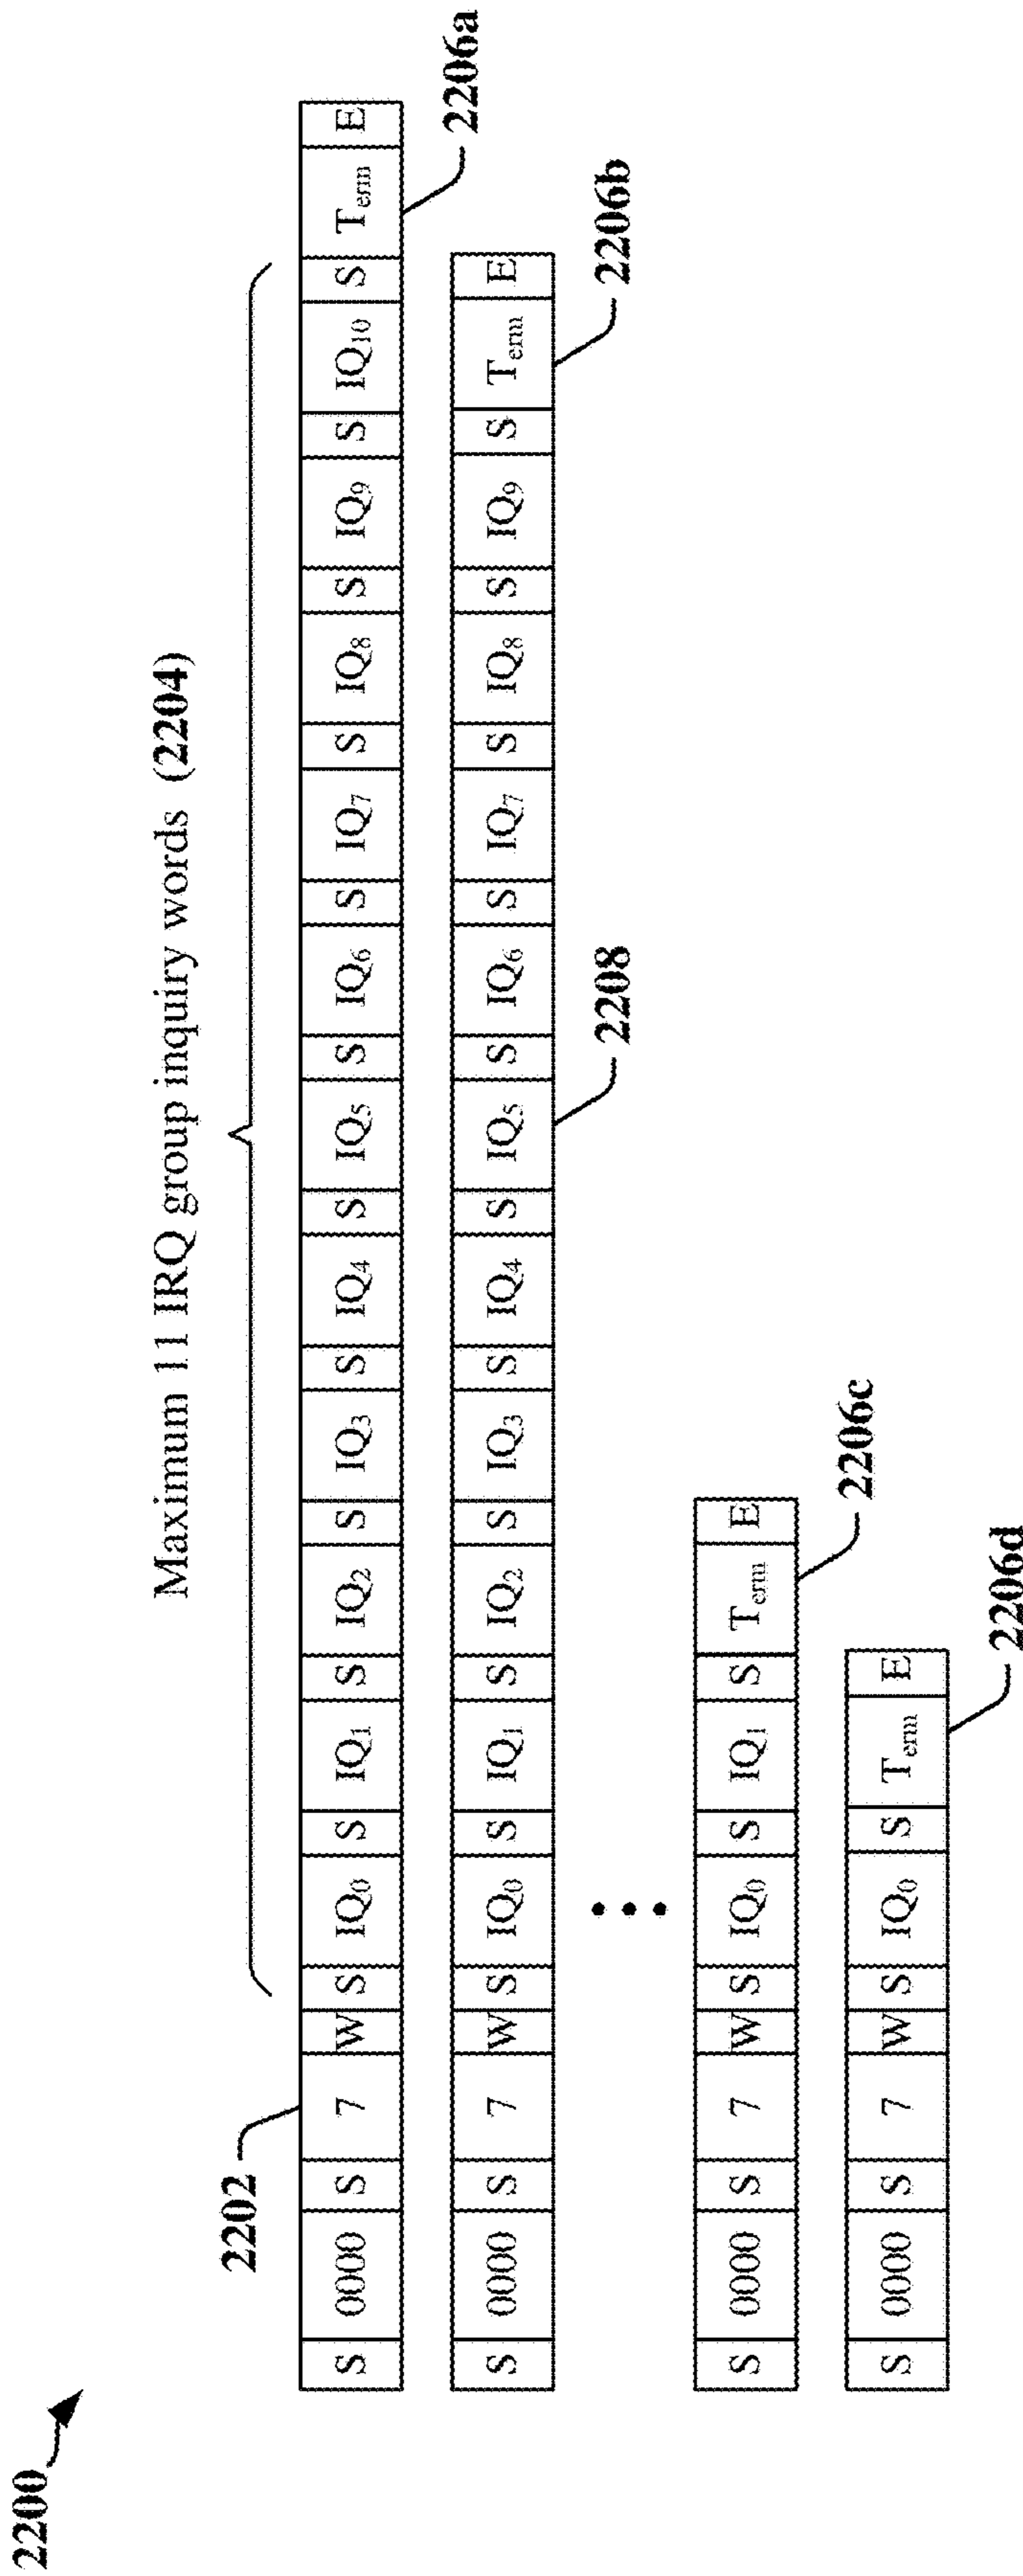 2200
Maximum 11 IRQ group inquiry words (2204)
2202
S 0000 S 7 W S IQ0 S IQ1 S IQ2 S IQ3 S IQ4 S IQ5 S IQ6 S IQ7 S IQ8 S IQ9 S IQ10 S Term E
2206a
S 0000 S 7 W S IQ0 S IQ1 S IQ2 S IQ3 S IQ4 S IQ5 S IQ6 S IQ7 S IQ8 S IQ9 S Term E
2208
2206b
S 0000 S 7 W S IQ0 S IQ1 S Term E
2206c
S 0000 S 7 W S IQ0 S Term E
2206d